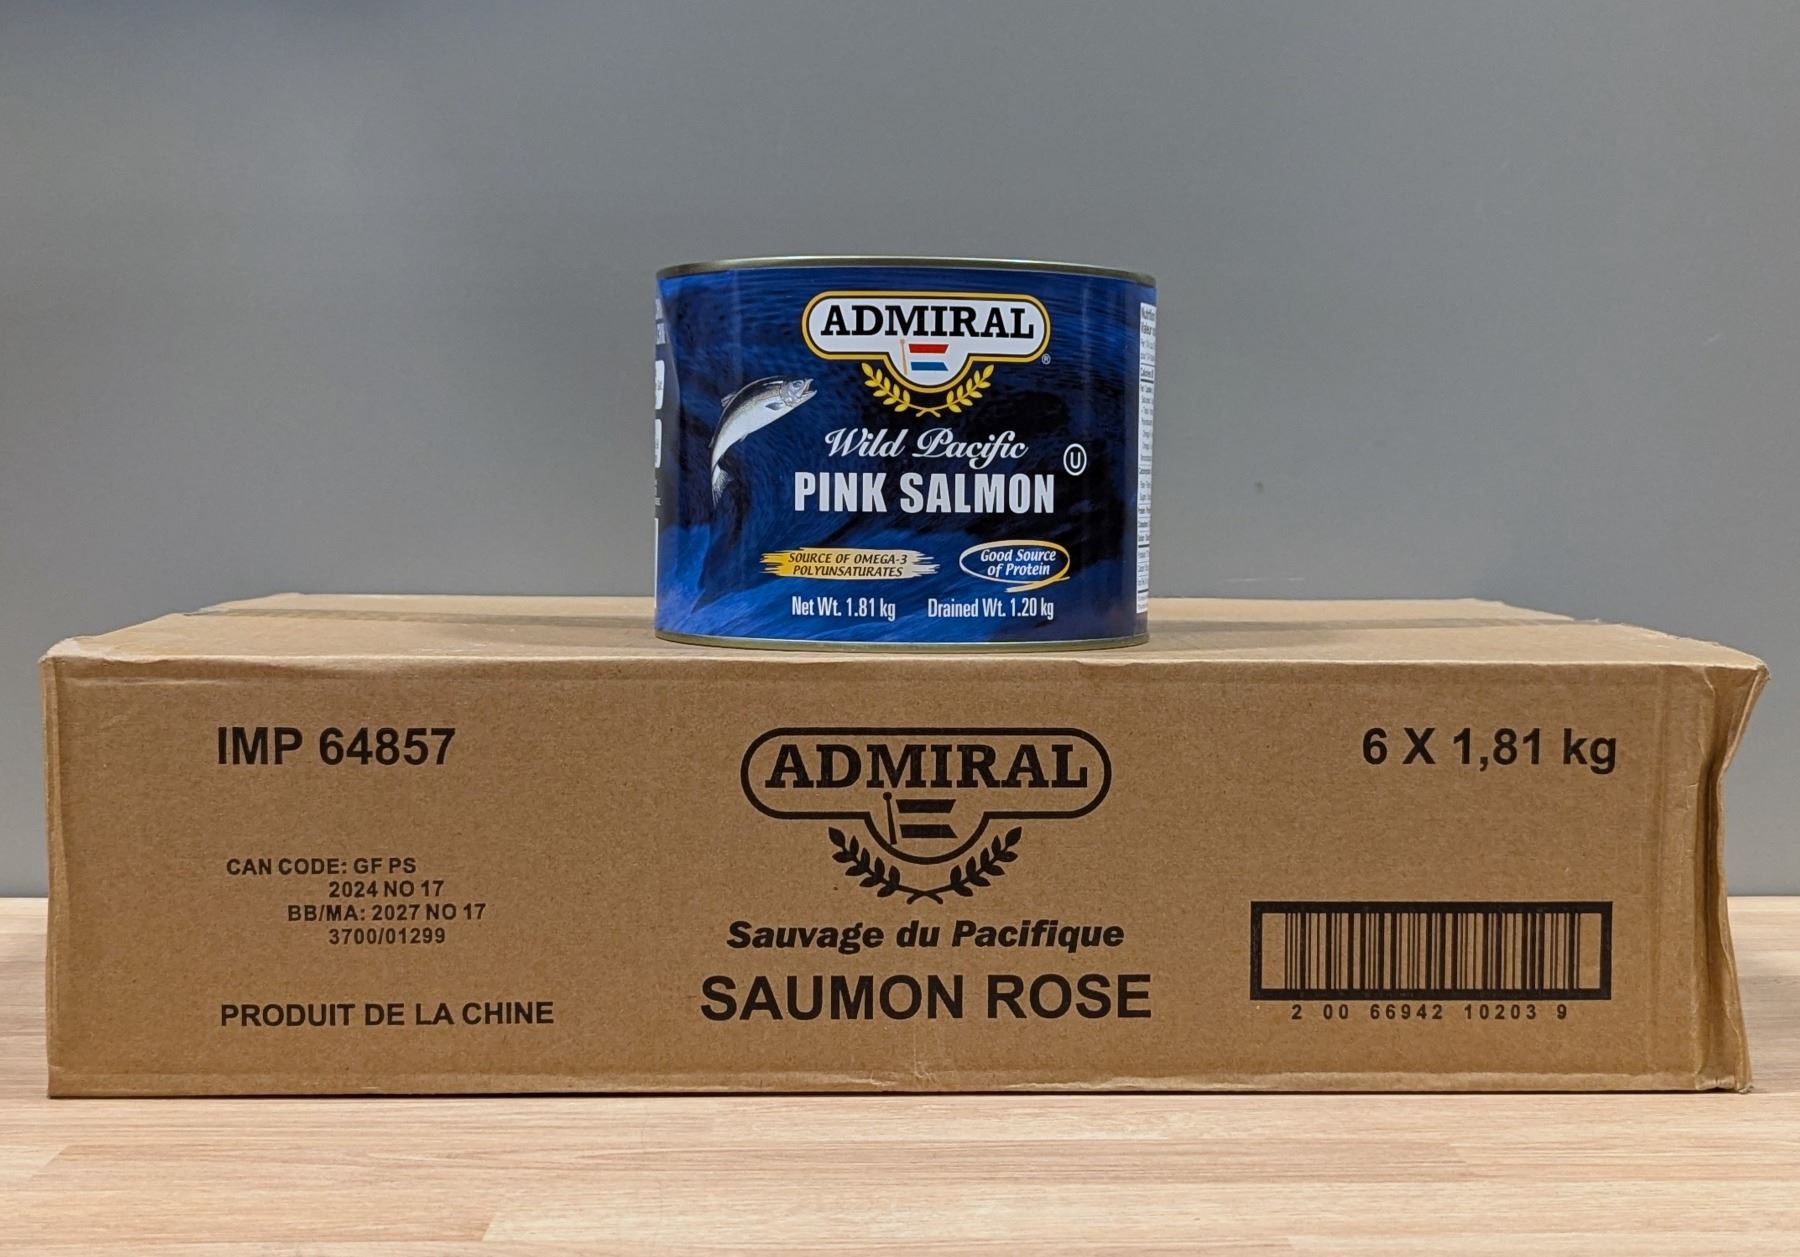 ADMIRAL
®
Wild Pacific
U
PINK SALMON
SOURCE OF OMEGA-3
POLYUNSATURATES
Good Source
of Protein
Net Wt. 1.81 kg
Drained Wt. 1.20 kg
IMP 64857
ADMIRAL
6 X 1,81 kg
CAN CODE: GF PS
2024 NO 17
BB/MA: 2027 NO 17
3700/01299
Sauvage du Pacifique
SAUMON ROSE
PRODUIT DE LA CHINE
2 00 66942 10203 9